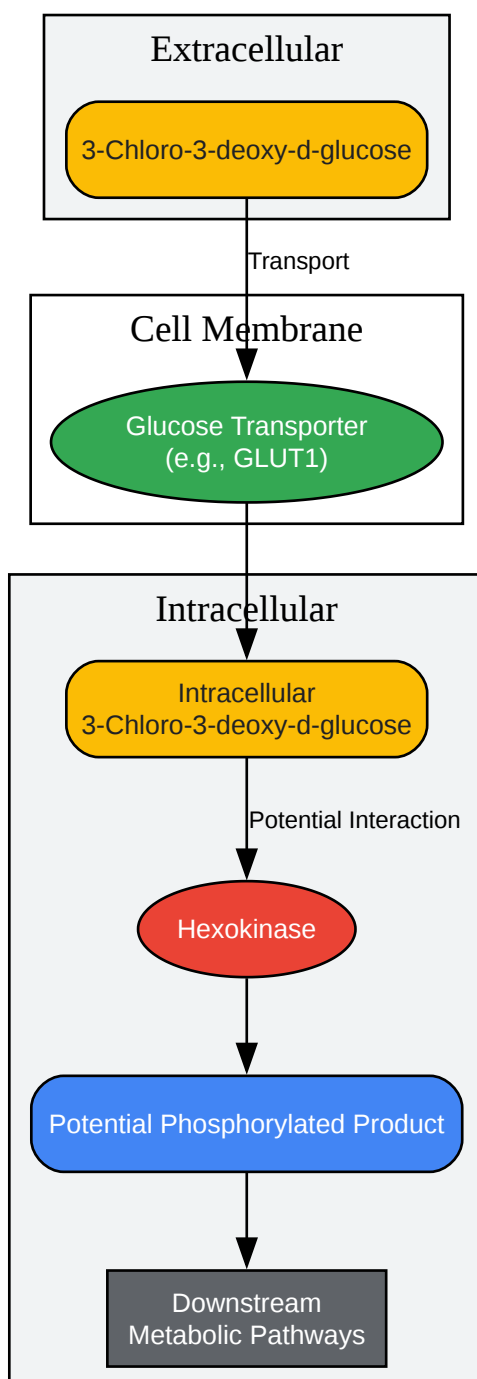 Extracellular
3-Chloro-3-deoxy-d-glucose
Transport
Cell Membrane
Glucose Transporter
(e.g., GLUT1)
Intracellular
Intracellular
3-Chloro-3-deoxy-d-glucose
Potential Interaction
Hexokinase
Potential Phosphorylated Product
Downstream
Metabolic Pathways